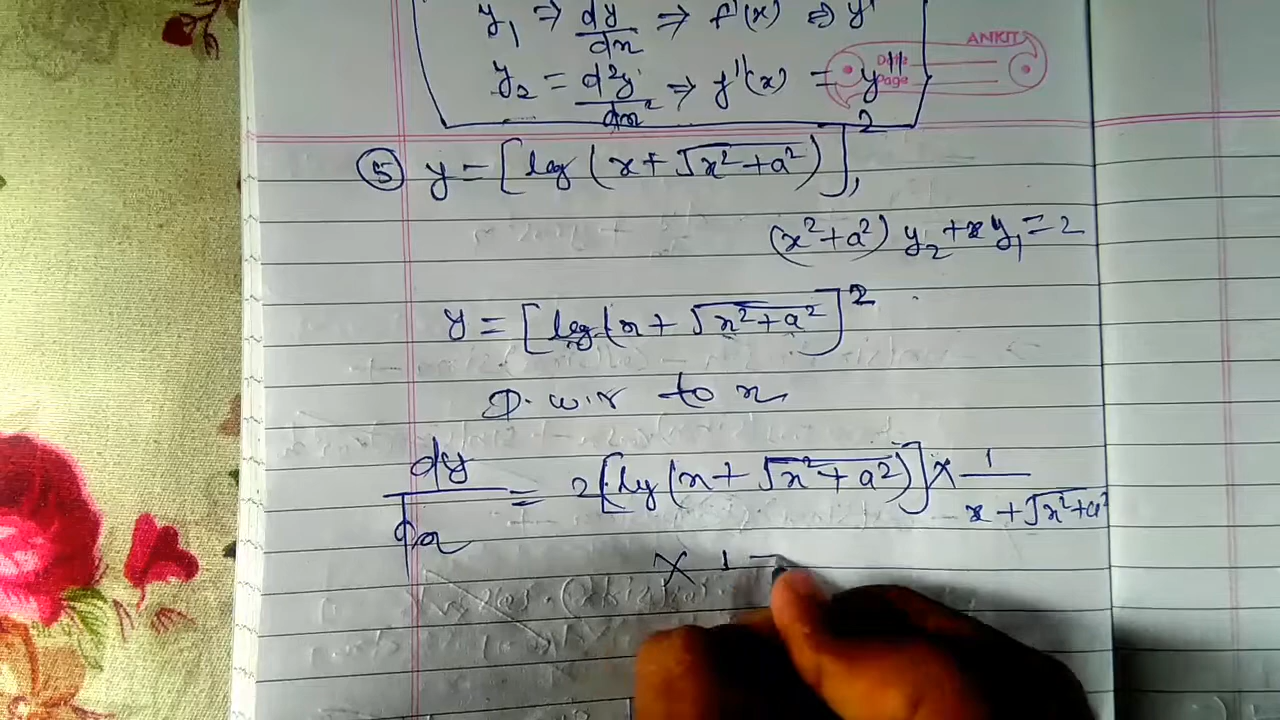 y₁ ⇒ dy/dx ⇒ f'(x) ⇒ y'
ANKIT
Date
Page
y₂ = d²y/dx² ⇒ f''(x) = y''
⑤ y = [log (x + √x²+a²)]²,
(x²+a²) y₂ + x y₁ = 2
y = [log (x + √x²+a²]²
D. w.r to x
dy/dx = 2[log (x + √x²+a²)] × 1/x + √x²+a²
× 1